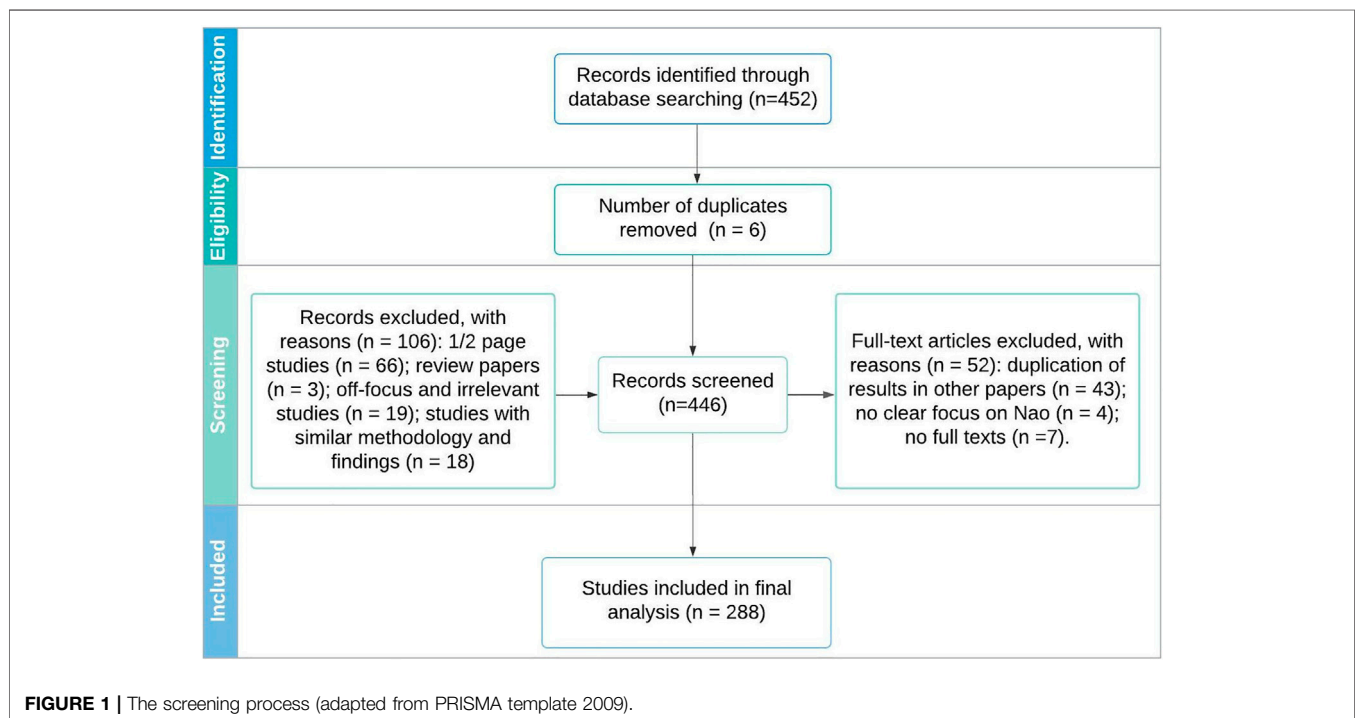 Identification
Records identified through
database searching (n=452)
Eligibility
Number of duplicates
removed (n = 6)
Screening
Records excluded, with
reasons (n = 106): 1/2 page
studies (n = 66); review papers
(n = 3); off-focus and irrelevant
studies (n = 19); studies with
similar methodology and
findings (n = 18)
Records screened
(n=446)
Full-text articles excluded, with
reasons (n = 52): duplication of
results in other papers (n = 43);
no clear focus on Nao (n = 4);
no full texts (n =7).
Included
Studies included in final
analysis (n = 288)
FIGURE 1 | The screening process (adapted from PRISMA template 2009).